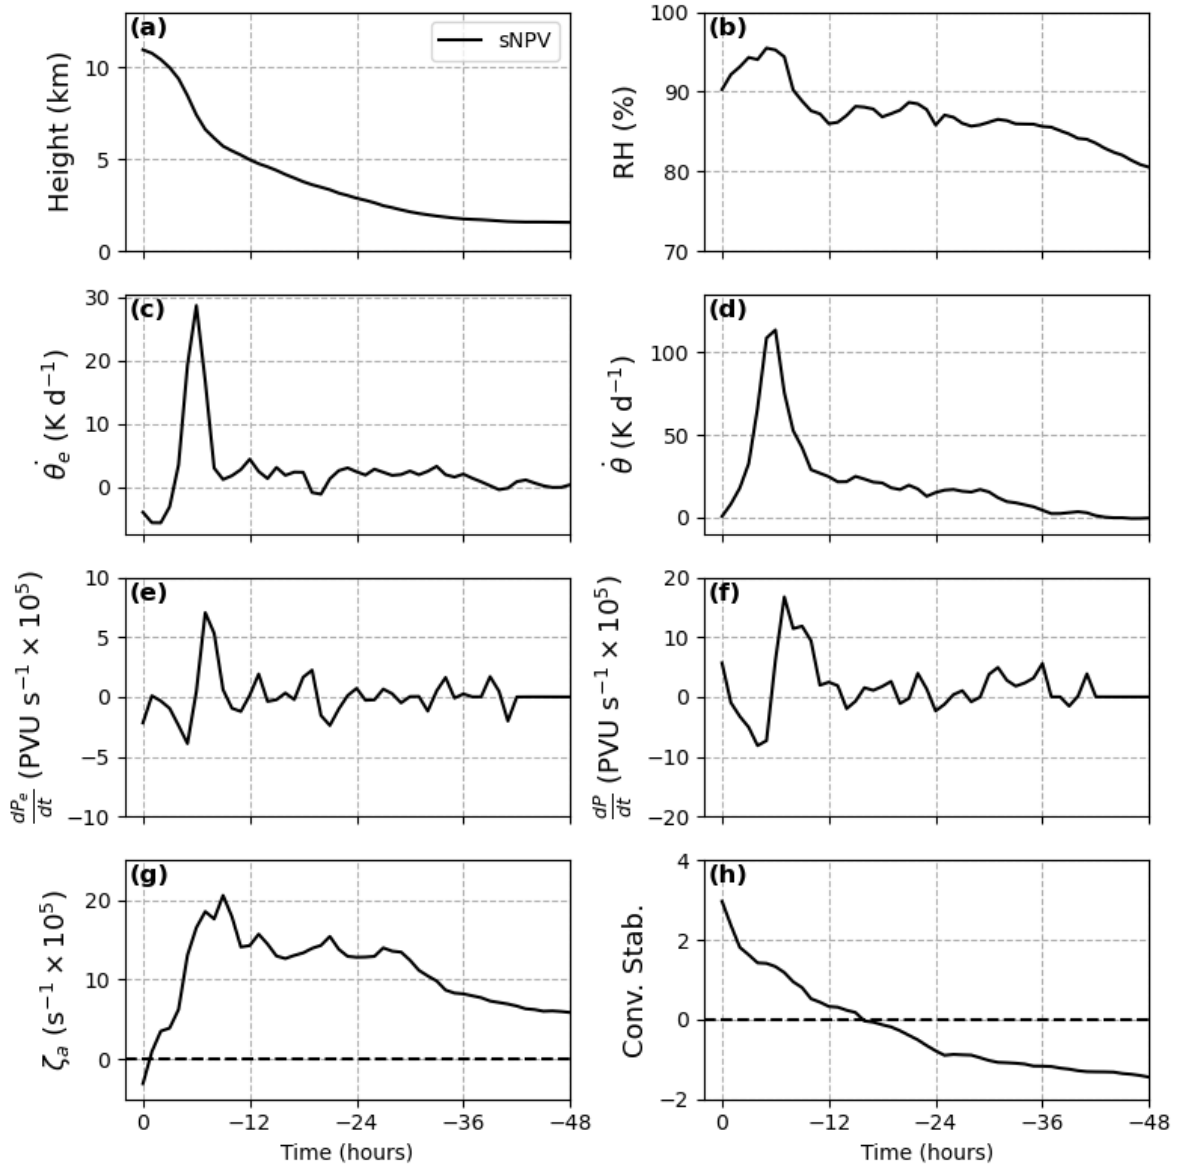 (a)
sNPV
Height (km)
10
5
0
(b)
RH (%)
100
90
80
70
(c)
θ̇ₑ (K d⁻¹)
30
20
10
0
(d)
θ̇ (K d⁻¹)
100
50
0
(e)
dPₑ/dt (PVU s⁻¹ × 10⁵)
10
5
0
−5
−10
(f)
dP/dt (PVU s⁻¹ × 10⁵)
20
10
0
−10
−20
(g)
ζₐ (s⁻¹ × 10⁵)
20
10
0
0 −12 −24 −36 −48
Time (hours)
(h)
Conv. Stab.
4
2
0
−2
0 −12 −24 −36 −48
Time (hours)